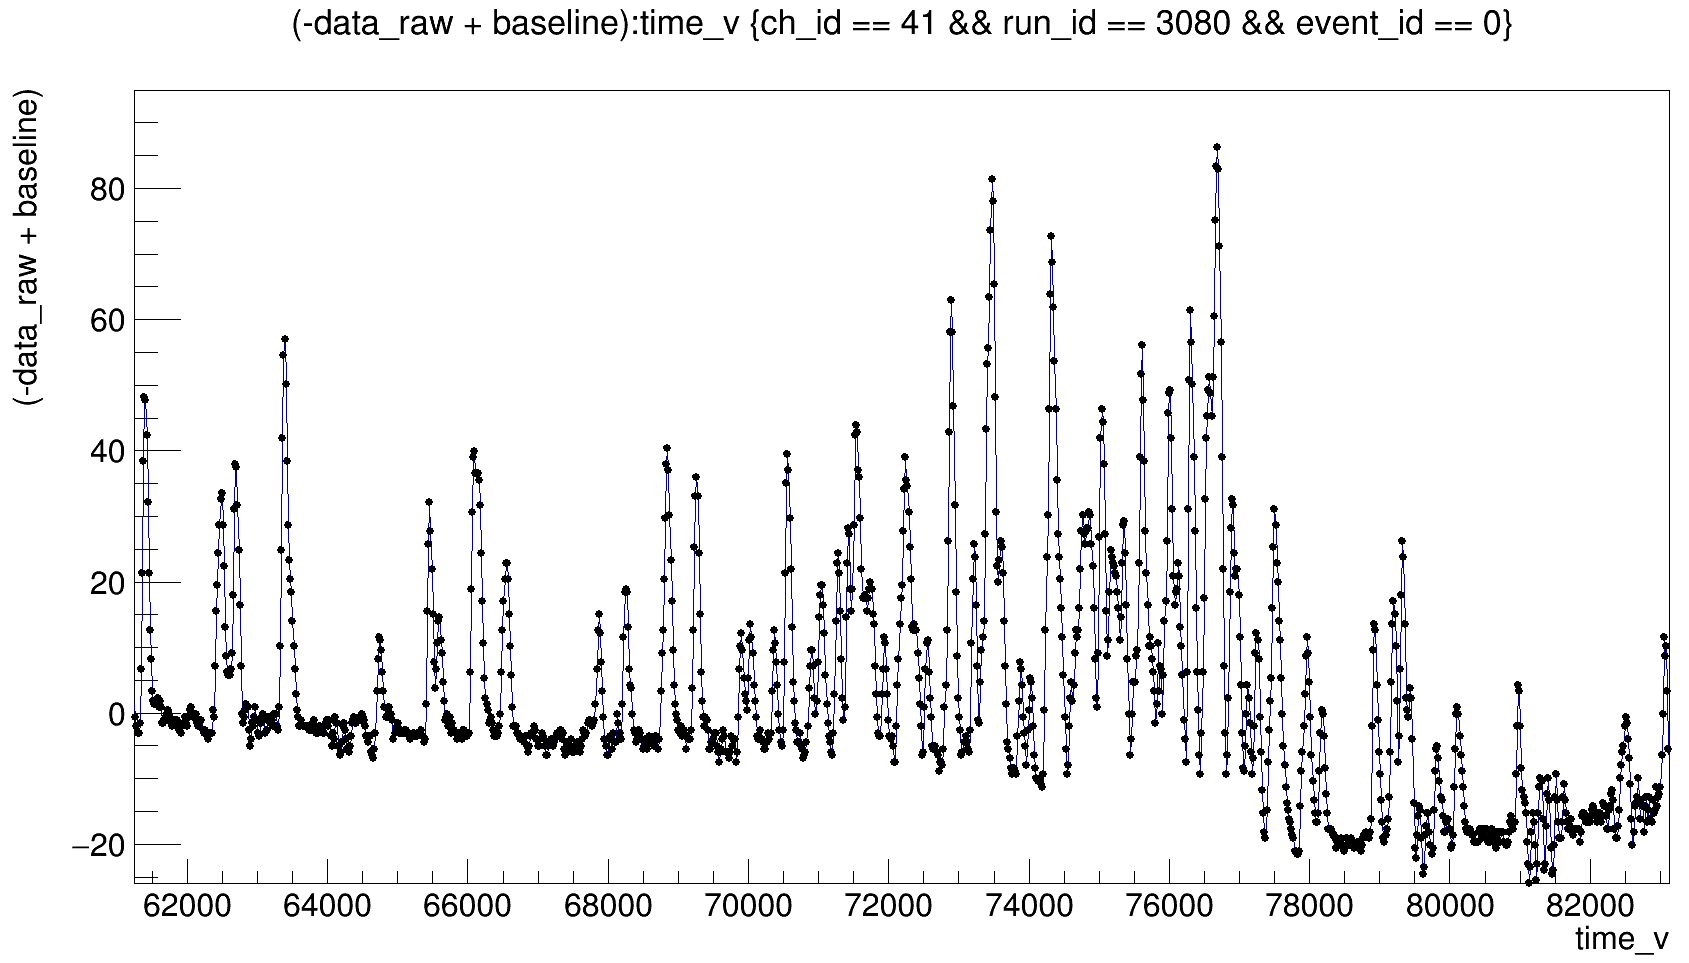 (-data_raw + baseline):time_v {ch_id == 41 && run_id == 3080 && event_id == 0}
(-data_raw + baseline)
80
60
40
20
0
−20
62000 64000 66000 68000 70000 72000 74000 76000 78000 80000 82000
time_v